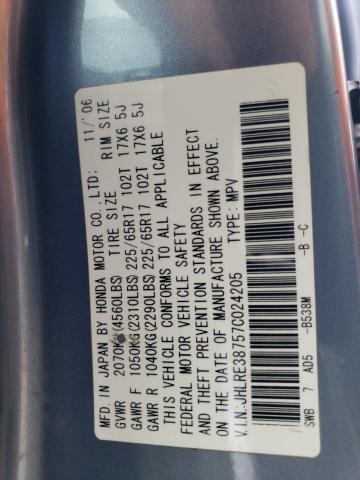 MFD. IN JAPAN BY HONDA MOTOR CO., LTD: 11/'06
GVWR 2070KG(4560LBS) TIRE SIZE RIM SIZE
GAWR F 1050KG(2310LBS)225/65R17 102T 17X6 5J
GAWR R 1040KG(2290LBS)225/65R17 102T 17X6 5J
THIS VEHICLE CONFORMS TO ALL APPLICABLE
FEDERAL MOTOR VEHICLE SAFETY
AND THEFT PREVENTION STANDARDS IN EFFECT
ON THE DATE OF MANUFACTURE SHOWN ABOVE.
V.I.N:JHLRE38757C024205 TYPE: MPV
SWB 7 AD5 -B538M -B -C